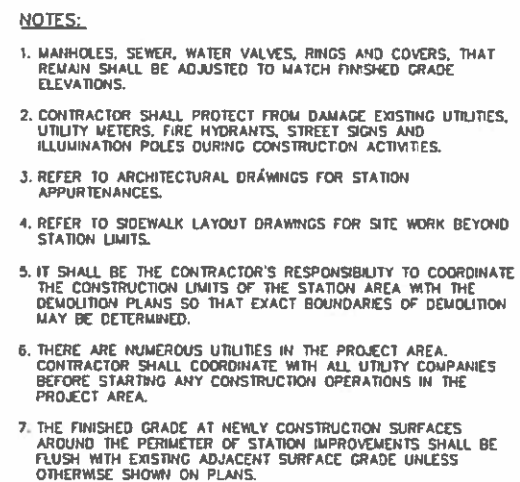 NOTES:
1. MANHOLES, SEWER, WATER VALVES, RINGS AND COVERS, THAT
REMAIN SHALL BE ADJUSTED TO MATCH FINISHED GRADE
ELEVATIONS.
2. CONTRACTOR SHALL PROTECT FROM DAMAGE EXISTING UTILITIES,
UTILITY METERS, FIRE HYDRANTS, STREET SIGNS AND
ILLUMINATION POLES DURING CONSTRUCTION ACTIVITIES.
3. REFER TO ARCHITECTURAL DRAWINGS FOR STATION
APPURTENANCES.
4. REFER TO SIDEWALK LAYOUT DRAWINGS FOR SITE WORK BEYOND
STATION LIMITS.
5. IT SHALL BE THE CONTRACTOR'S RESPONSIBILITY TO COORDINATE
THE CONSTRUCTION LIMITS OF THE STATION AREA WITH THE
DEMOLITION PLANS SO THAT EXACT BOUNDARIES OF DEMOLITION
MAY BE DETERMINED.
6. THERE ARE NUMEROUS UTILITIES IN THE PROJECT AREA.
CONTRACTOR SHALL COORDINATE WITH ALL UTILITY COMPANIES
BEFORE STARTING ANY CONSTRUCTION OPERATIONS IN THE
PROJECT AREA.
7. THE FINISHED GRADE AT NEWLY CONSTRUCTION SURFACES
AROUND THE PERIMETER OF STATION IMPROVEMENTS SHALL BE
FLUSH WITH EXISTING ADJACENT SURFACE GRADE UNLESS
OTHERWISE SHOWN ON PLANS.